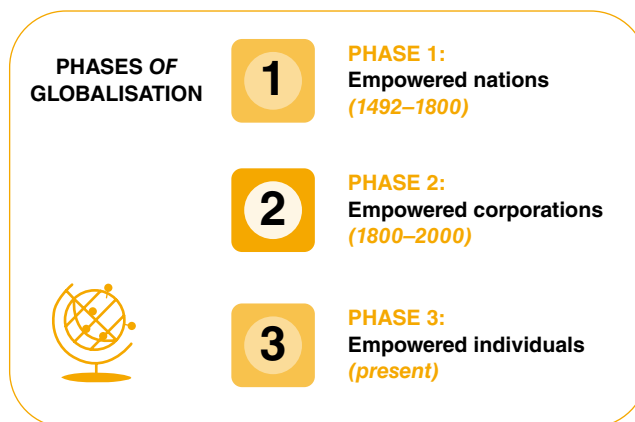 PHASES OF
GLOBALISATION
1
PHASE 1:
Empowered nations
(1492–1800)
2
PHASE 2:
Empowered corporations
(1800–2000)
3
PHASE 3:
Empowered individuals
(present)